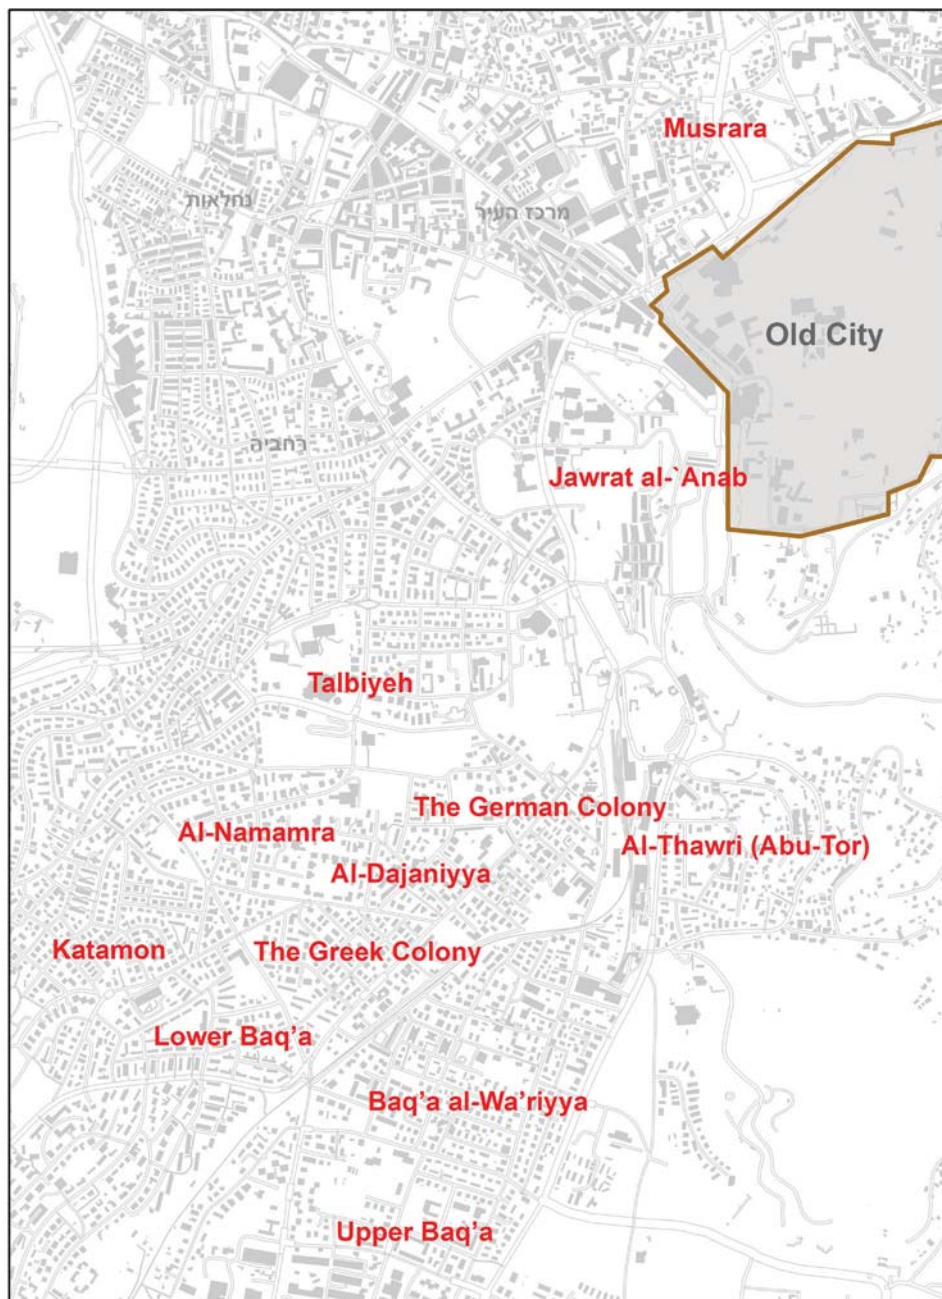 Musrara
נחלאות
מרכז העיר
Old City
רחביה
Jawrat al-`Anab
Talbiyeh
The German Colony
Al-Namamra
Al-Thawri (Abu-Tor)
Al-Dajaniyya
Katamon
The Greek Colony
Lower Baq’a
Baq’a al-Wa’riyya
Upper Baq’a